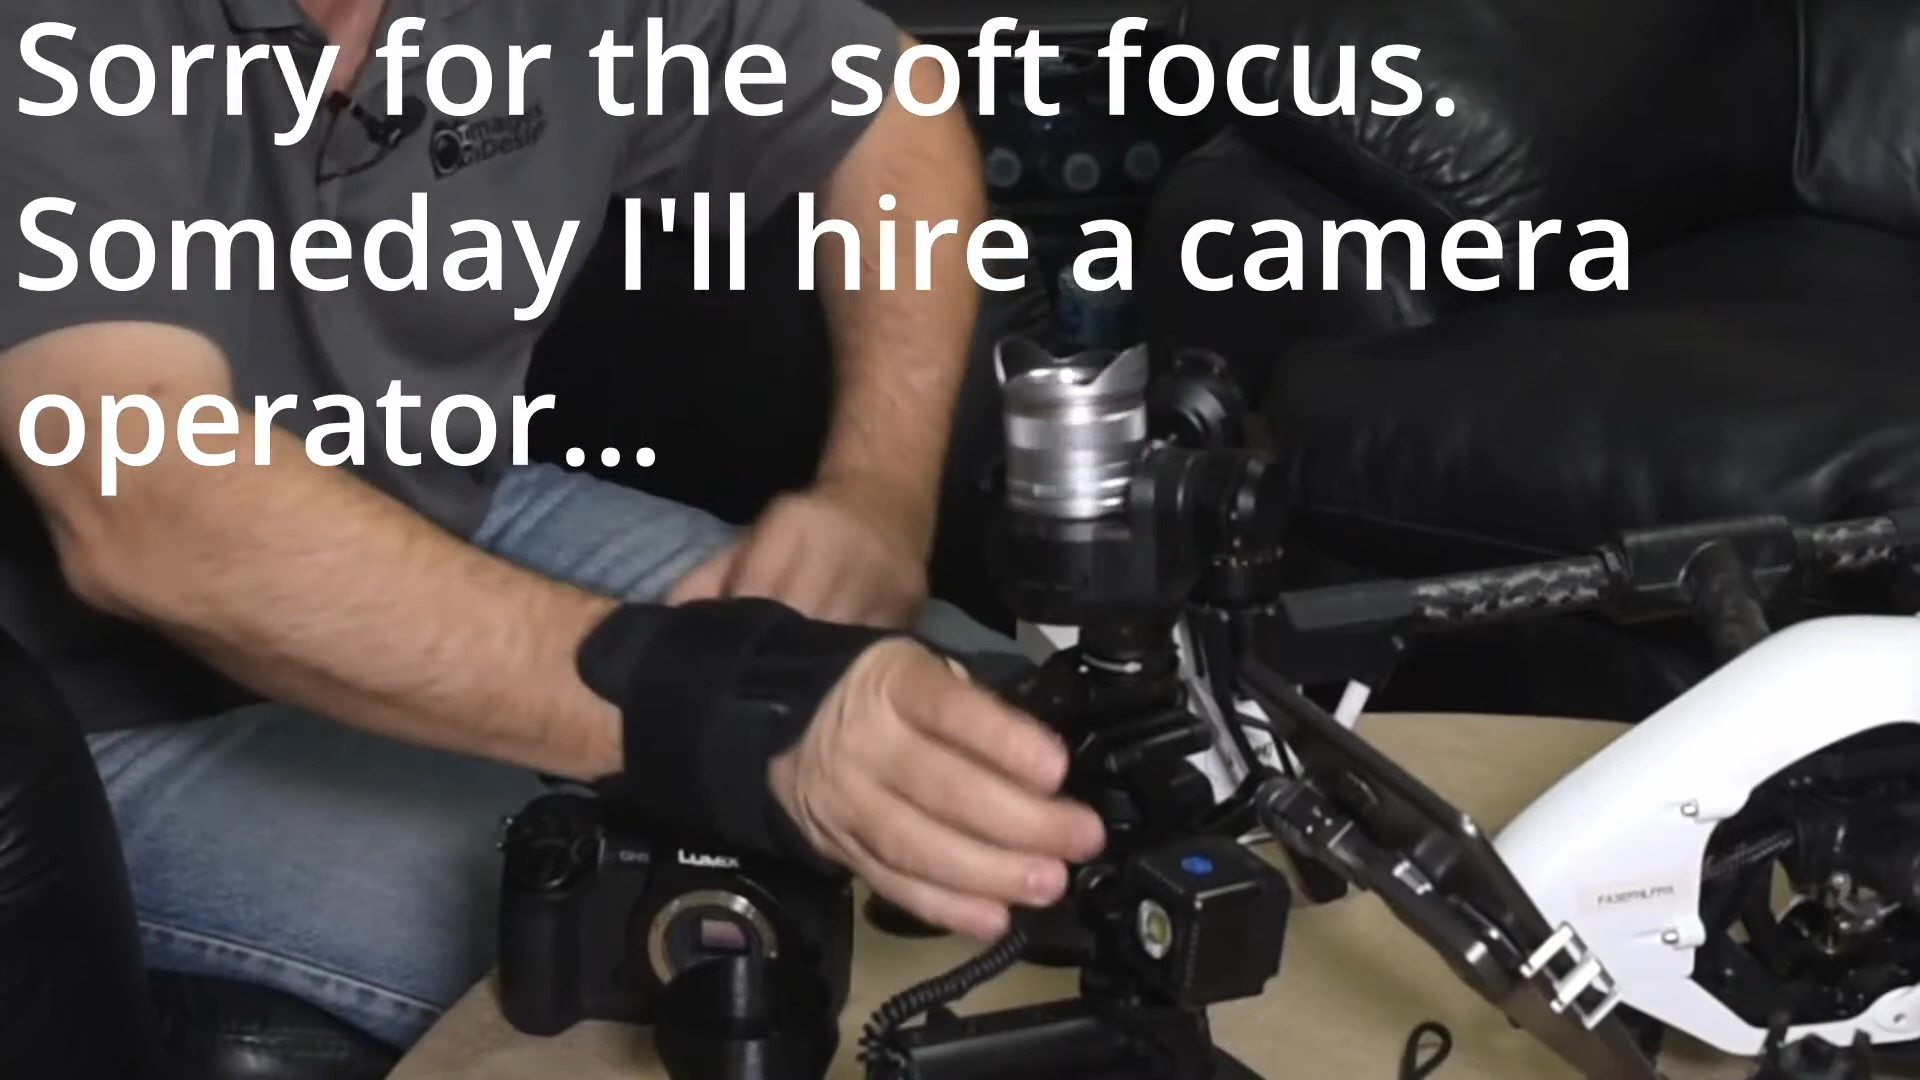 Sorry for the soft focus.
Someday I'll hire a camera
operator...
LUMIX